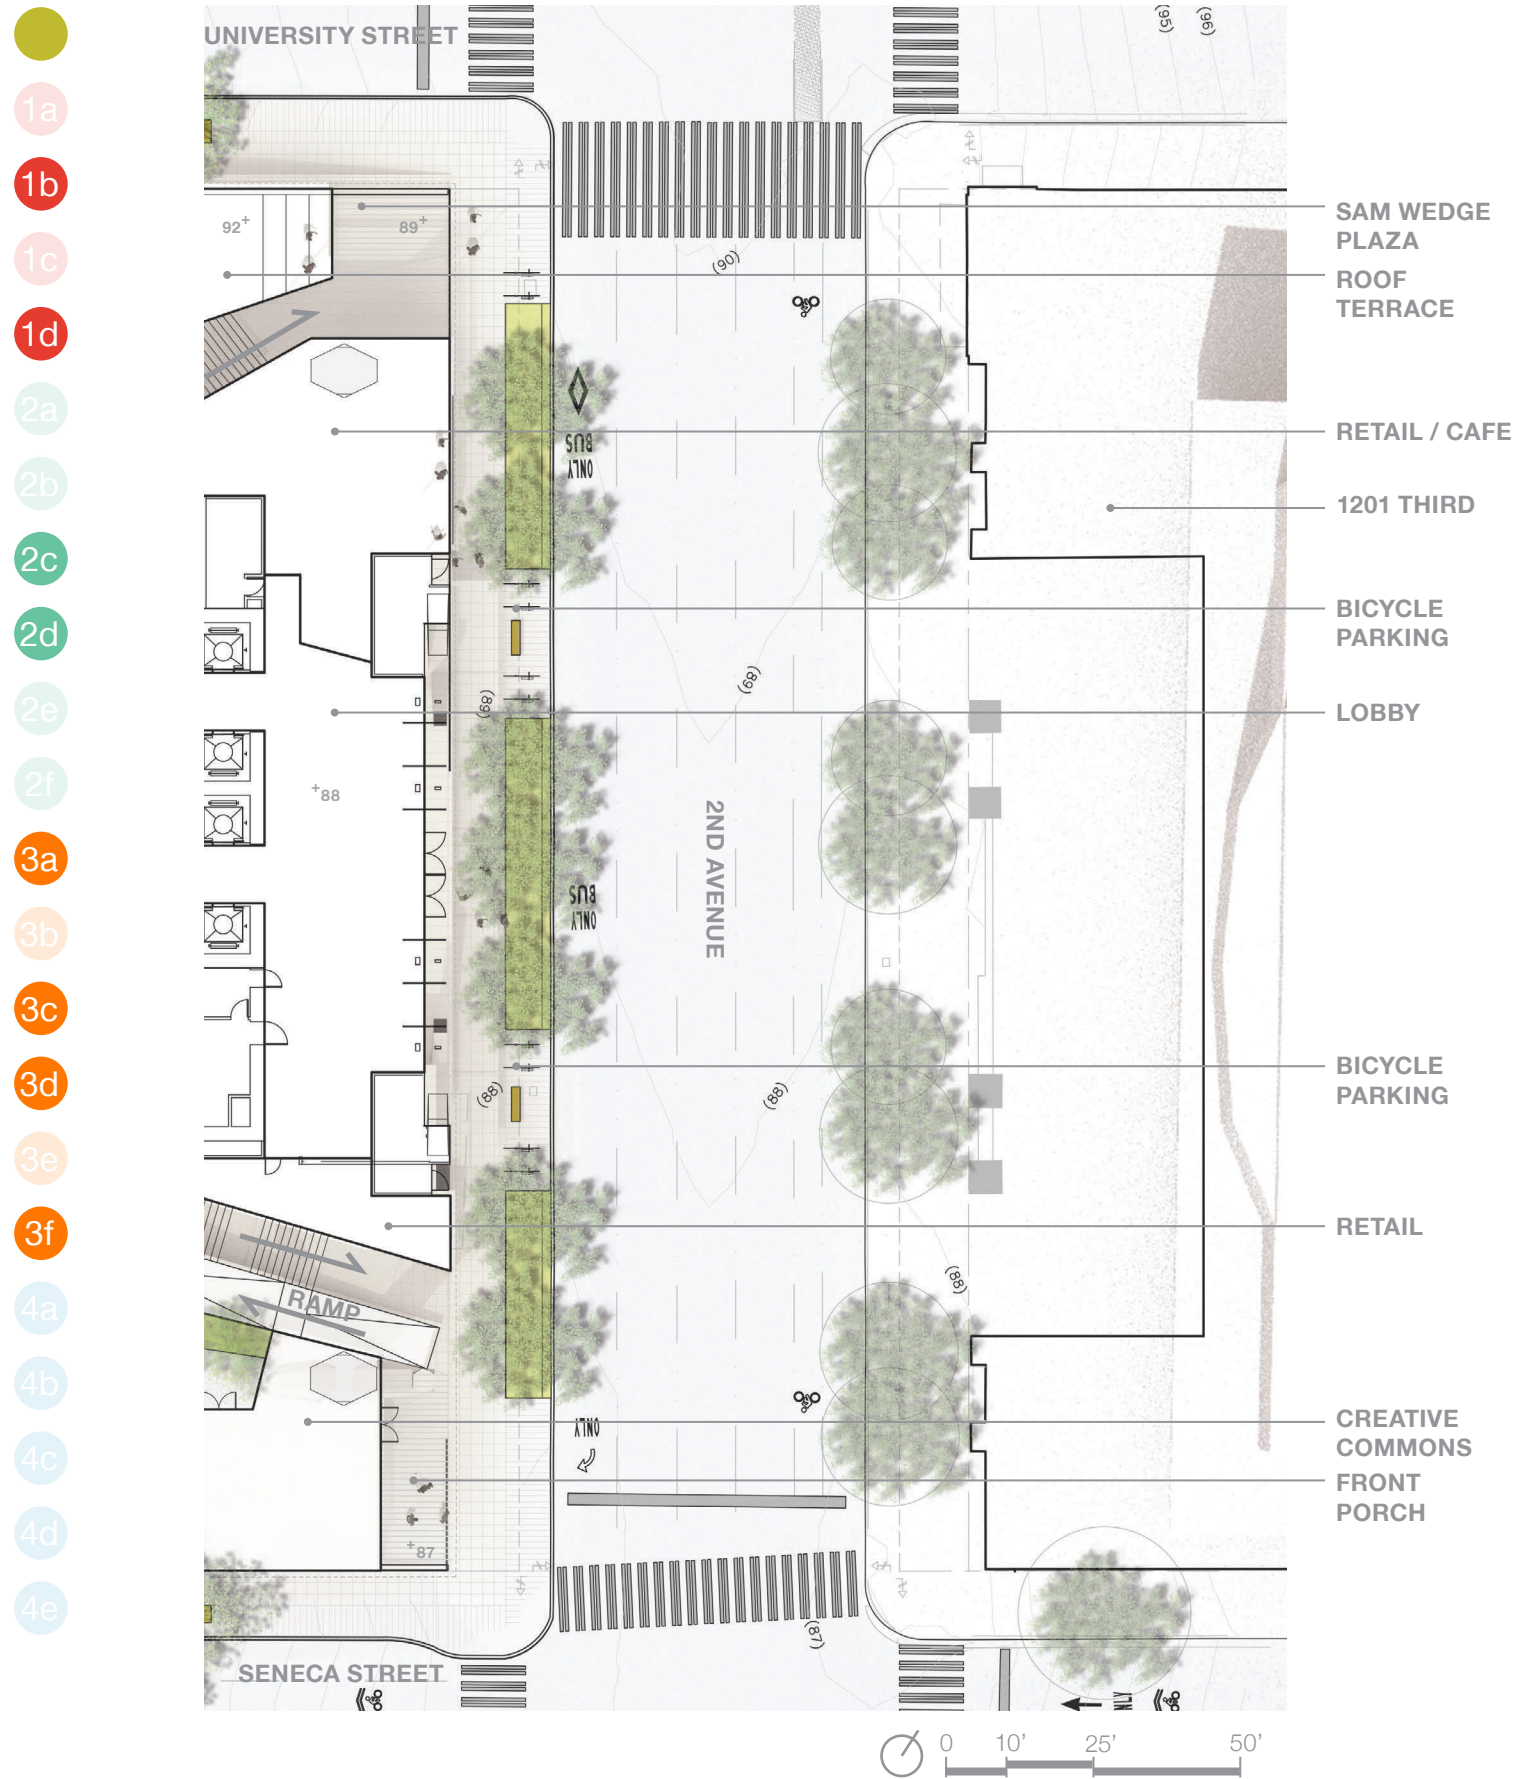 UNIVERSITY STREET
(95)
(96)
1a
1b
1c
1d
2a
2b
2c
2d
2e
2f
3a
3b
3c
3d
3e
3f
4a
4b
4c
4d
4e
92+
89+
(90)
SAM WEDGE
PLAZA
ROOF
TERRACE
BUS
ONLY
RETAIL / CAFE
1201 THIRD
BICYCLE
PARKING
(89)
(89)
LOBBY
+88
2ND AVENUE
BUS
ONLY
(88)
(88)
BICYCLE
PARKING
RETAIL
(88)
RAMP
ONLY
CREATIVE
COMMONS
FRONT
PORCH
+87
(87)
SENECA STREET
0 10' 25' 50'